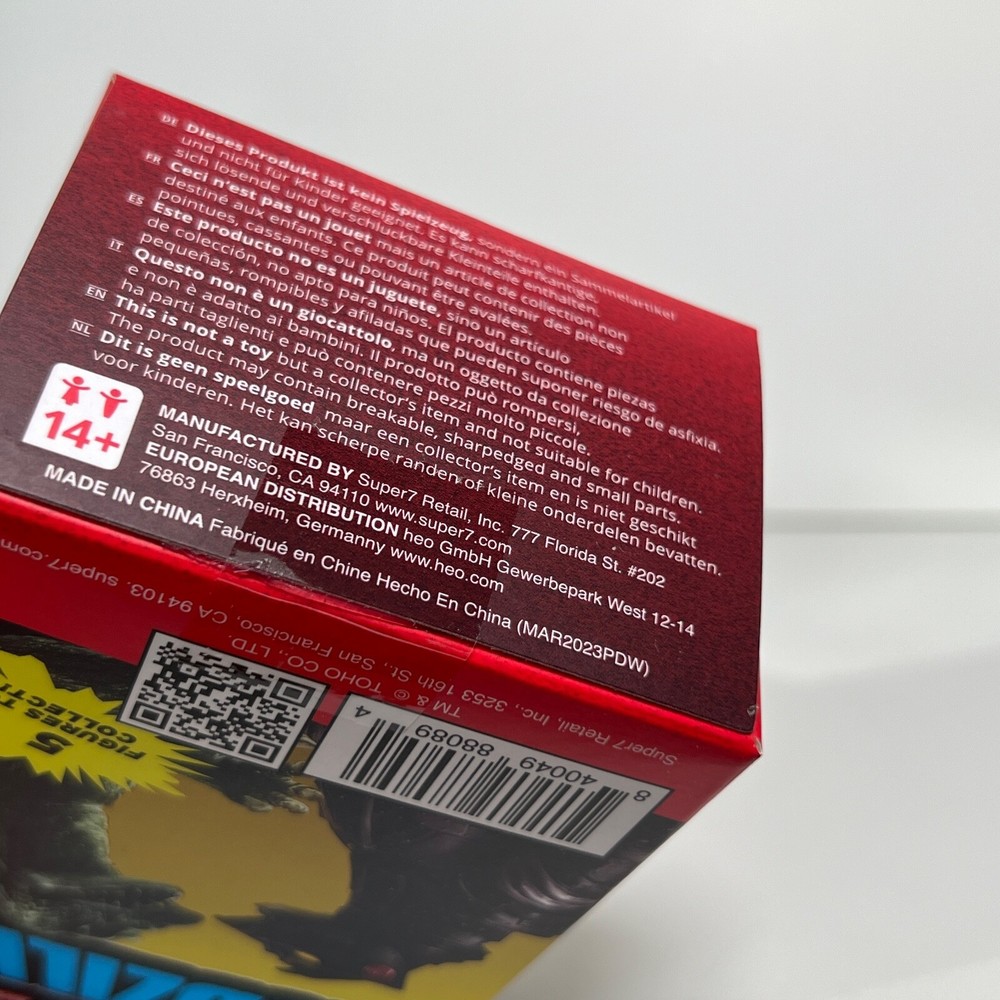 DE Dieses Produkt ist kein Spielzeug, sondern ein Sammelartikel
und nicht für Kinder geeignet. Es kann scharfkantige,
sich lösende und verschluckbare Kleinteile enthalten.
FR Ceci n'est pas un jouet mais un article de collection non
destiné aux enfants. Ce produit peut contenir des pièces
pointues, cassantes ou pouvant être avalées.
ES Este producto no es un juguete, sino un artículo
de colección, no apto para niños. El producto contiene piezas
pequeñas, rompibles y afiladas que pueden suponer riesgo de asfixia.
IT Questo non è un giocattolo, ma un oggetto da collezione
e non è adatto ai bambini. Il prodotto può rompersi,
ha parti taglienti e può contenere pezzi molto piccole.
EN This is not a toy but a collector's item and not suitable for children.
The product may contain breakable, sharpedged and small parts.
NL Dit is geen speelgoed maar een collector's item en is niet geschikt
voor kinderen. Het kan scherpe randen of kleine onderdelen bevatten.
14+
MANUFACTURED BY Super7 Retail, Inc. 777 Florida St. #202
San Francisco, CA 94110 www.super7.com
EUROPEAN DISTRIBUTION heo GmbH Gewerbepark West 12-14
76863 Herxheim, Germanny www.heo.com
MADE IN CHINA Fabriqué en Chine Hecho En China (MAR2023PDW)
Super7 Retail, Inc., 3253 16th St., San Francisco, CA 94103. super7.com
TM & © TOHO CO., LTD.
8 40049 88089 4
5
FIGURES T
COLLECT